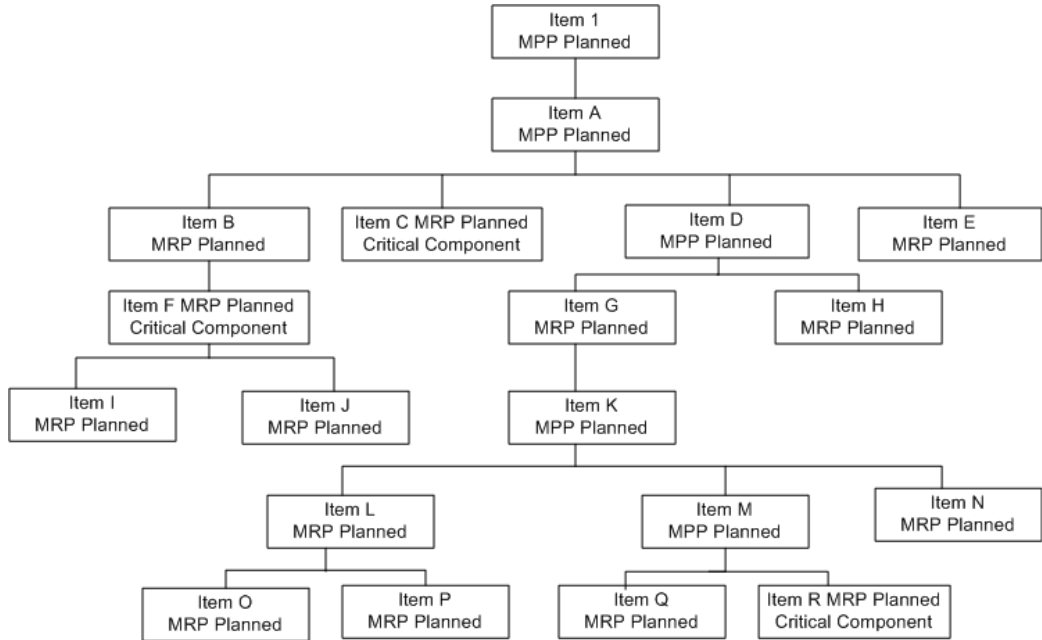 Item 1
MPP Planned
Item A
MPP Planned
Item B
MRP Planned
Item C MRP Planned
Critical Component
Item D
MPP Planned
Item E
MRP Planned
Item F MRP Planned
Critical Component
Item G
MRP Planned
Item H
MRP Planned
Item I
MRP Planned
Item J
MRP Planned
Item K
MPP Planned
Item L
MRP Planned
Item M
MPP Planned
Item N
MRP Planned
Item O
MRP Planned
Item P
MRP Planned
Item Q
MRP Planned
Item R MRP Planned
Critical Component